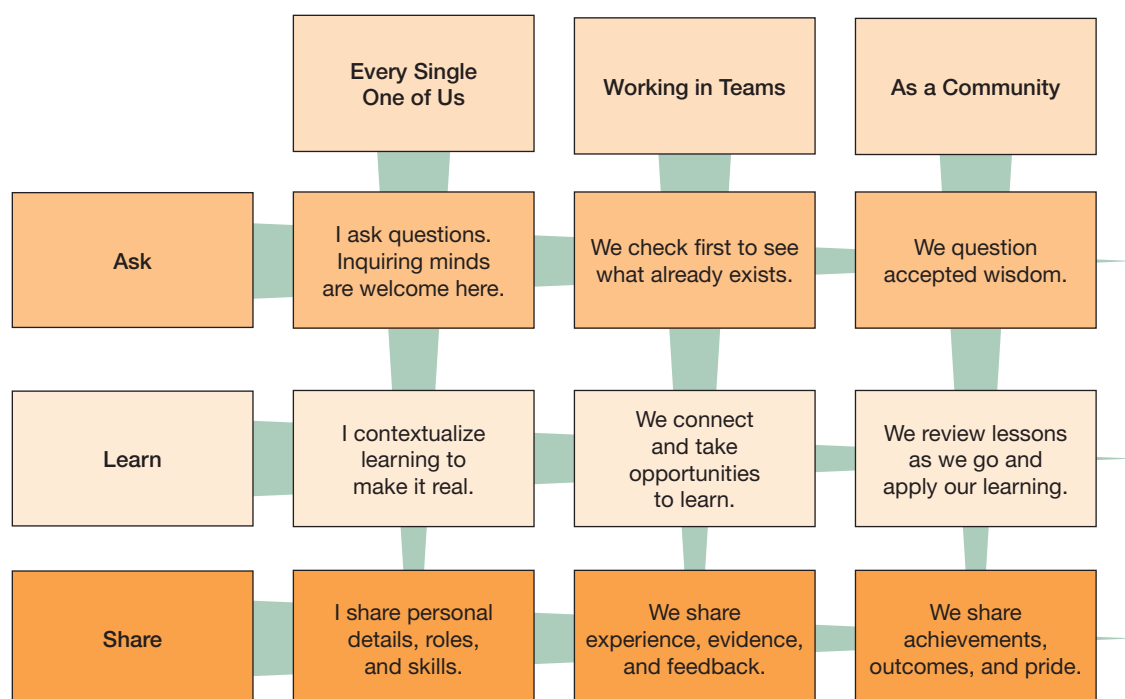 Every Single
One of Us
Working in Teams
As a Community
Ask
I ask questions.
Inquiring minds
are welcome here.
We check first to see
what already exists.
We question
accepted wisdom.
Learn
I contextualize
learning to
make it real.
We connect
and take
opportunities
to learn.
We review lessons
as we go and
apply our learning.
Share
I share personal
details, roles,
and skills.
We share
experience, evidence,
and feedback.
We share
achievements,
outcomes, and pride.